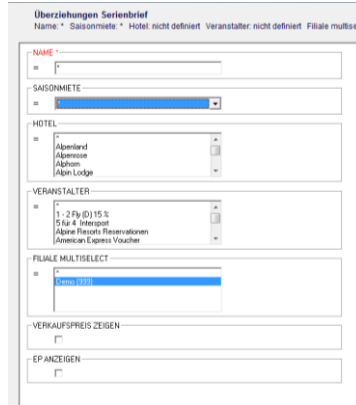 Überziehungen Serienbrief
Name: * Saisonmiete: * Hotel: nicht definiert Veranstalter: nicht definiert Filiale multise
NAME *
= *
SAISONMIETE
= *
HOTEL
= *
Alpenland
Alpenrose
Alphorn
Alpin Lodge
VERANSTALTER
= *
1 - 2 Fly (D) 15 %
5 für 4 Intersport
Alpine Resorts Reservationen
American Express Voucher
FILIALE MULTISELECT
= *
Demo (999)
VERKAUFSPREIS ZEIGEN
EP ANZEIGEN